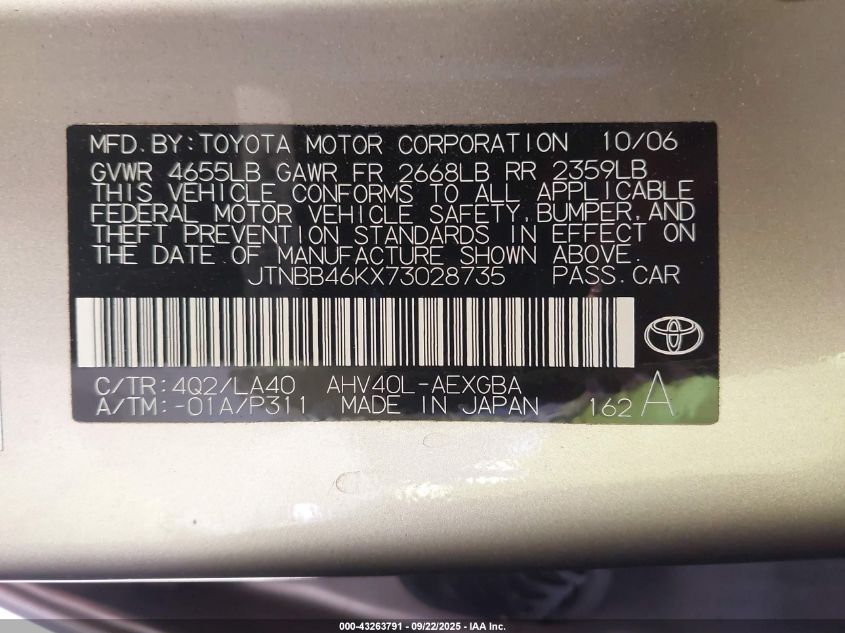 MFD.BY:TOYOTA MOTOR CORPORATION 10/06
GVWR 4655LB GAWR FR 2668LB RR 2359LB
THIS VEHICLE CONFORMS TO ALL APPLICABLE
FEDERAL MOTOR VEHICLE SAFETY,BUMPER,AND
THEFT PREVENTION STANDARDS IN EFFECT ON
THE DATE OF MANUFACTURE SHOWN ABOVE.
JTNBB46KX73028735 PASS.CAR
C/TR:4Q2/LA40 AHV40L-AEXGBA
A/TM:-01A/P311 MADE IN JAPAN 162 A
000-43263791 - 09/22/2025 - IAA Inc.